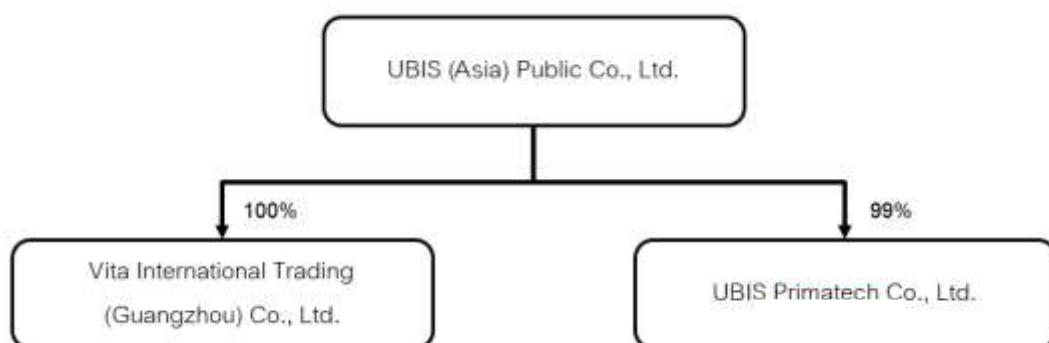 UBIS (Asia) Public Co., Ltd.
100%
99%
Vita International Trading
(Guangzhou) Co., Ltd.
UBIS Primatech Co., Ltd.